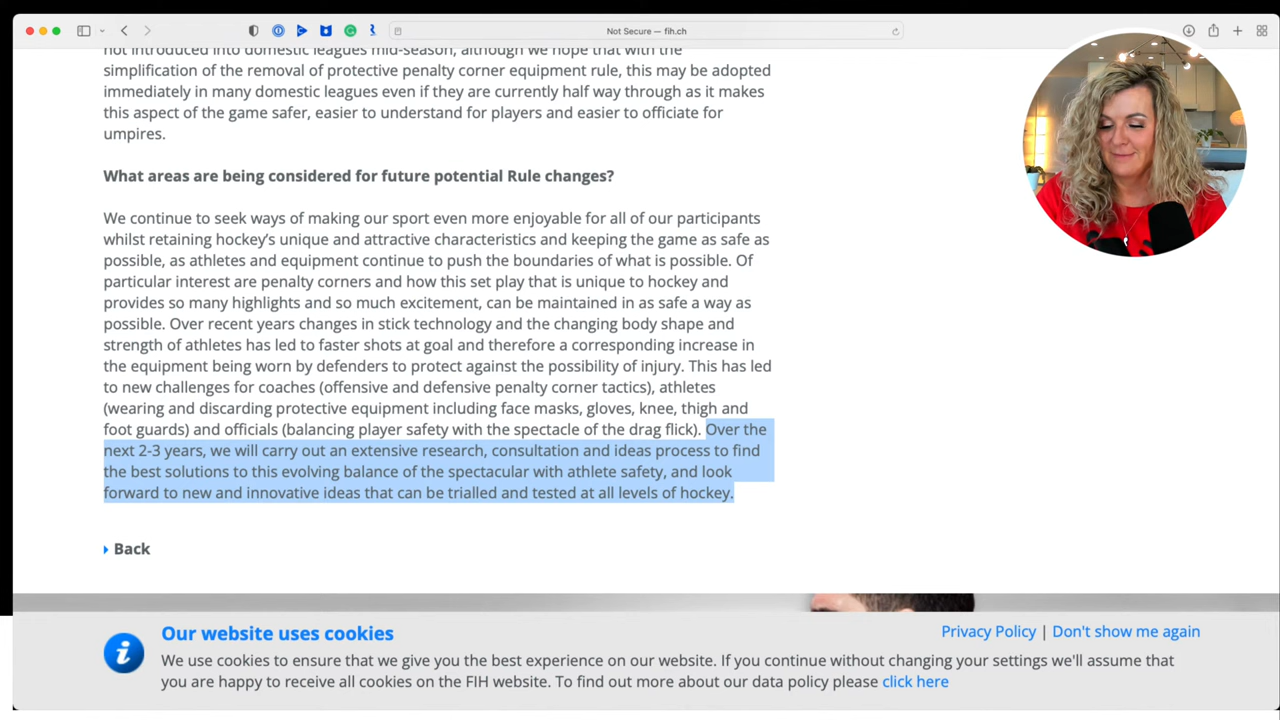 Not Secure — fih.ch
not introduced into domestic leagues mid-season, although we hope that with the
simplification of the removal of protective penalty corner equipment rule, this may be adopted
immediately in many domestic leagues even if they are currently half way through as it makes
this aspect of the game safer, easier to understand for players and easier to officiate for
umpires.
What areas are being considered for future potential Rule changes?
We continue to seek ways of making our sport even more enjoyable for all of our participants
whilst retaining hockey’s unique and attractive characteristics and keeping the game as safe as
possible, as athletes and equipment continue to push the boundaries of what is possible. Of
particular interest are penalty corners and how this set play that is unique to hockey and
provides so many highlights and so much excitement, can be maintained in as safe a way as
possible. Over recent years changes in stick technology and the changing body shape and
strength of athletes has led to faster shots at goal and therefore a corresponding increase in
the equipment being worn by defenders to protect against the possibility of injury. This has led
to new challenges for coaches (offensive and defensive penalty corner tactics), athletes
(wearing and discarding protective equipment including face masks, gloves, knee, thigh and
foot guards) and officials (balancing player safety with the spectacle of the drag flick). Over the
next 2-3 years, we will carry out an extensive research, consultation and ideas process to find
the best solutions to this evolving balance of the spectacular with athlete safety, and look
forward to new and innovative ideas that can be trialled and tested at all levels of hockey.
Back
Our website uses cookies
Privacy Policy | Don't show me again
We use cookies to ensure that we give you the best experience on our website. If you continue without changing your settings we'll assume that
you are happy to receive all cookies on the FIH website. To find out more about our data policy please click here